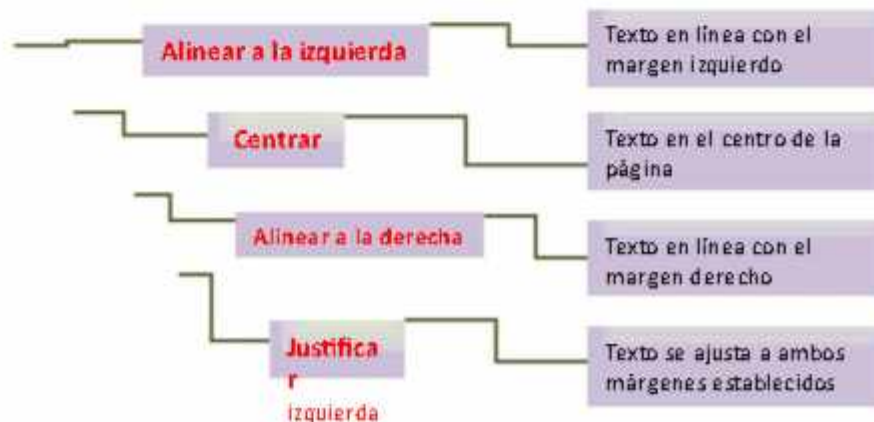 Alinear a la izquierda
Texto en línea con el
margen izquierdo
Centrar
Texto en el centro de la
página
Alinear a la derecha
Texto en línea con el
margen derecho
Justifica
r
izquierda
Texto se ajusta a ambos
márgenes establecidos